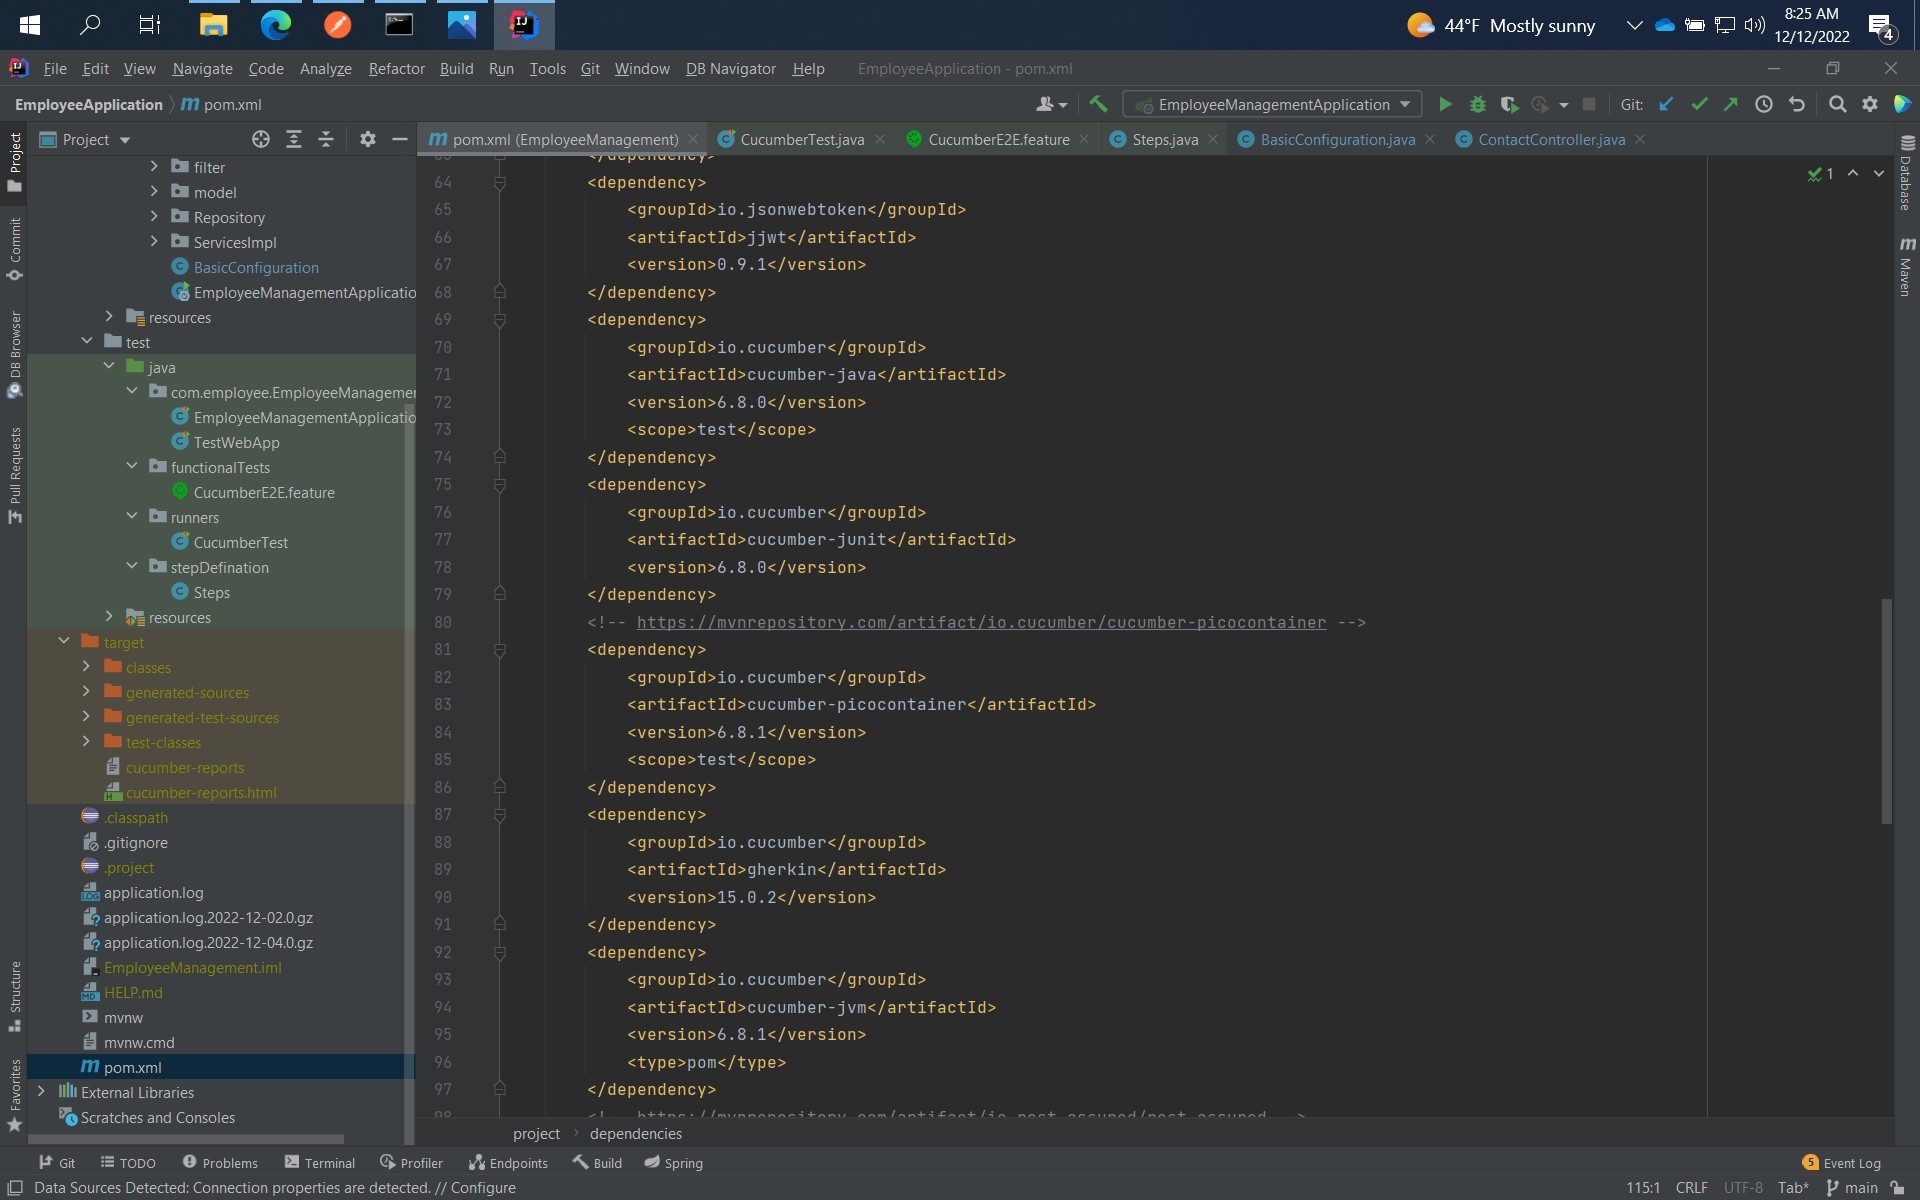 44°F Mostly sunny
8:25 AM
12/12/2022
4
File Edit View Navigate Code Analyze Refactor Build Run Tools Git Window DB Navigator Help EmployeeApplication - pom.xml
EmployeeApplication pom.xml
EmployeeManagementApplication Git:
Project
pom.xml (EmployeeManagement) CucumberTest.java CucumberE2E.feature Steps.java BasicConfiguration.java ContactController.java
Project
Commit
DB Browser
Pull Requests
Structure
Favorites
filter
model
Repository
ServicesImpl
BasicConfiguration
EmployeeManagementApplicatio
resources
test
java
com.employee.EmployeeManagemen
EmployeeManagementApplicatio
TestWebApp
functionalTests
CucumberE2E.feature
runners
CucumberTest
stepDefination
Steps
resources
target
classes
generated-sources
generated-test-sources
test-classes
cucumber-reports
cucumber-reports.html
.classpath
.gitignore
.project
application.log
application.log.2022-12-02.0.gz
application.log.2022-12-04.0.gz
EmployeeManagement.iml
HELP.md
mvnw
mvnw.cmd
pom.xml
External Libraries
Scratches and Consoles
1
63 </dependency>
64 <dependency>
65 <groupId>io.jsonwebtoken</groupId>
66 <artifactId>jjwt</artifactId>
67 <version>0.9.1</version>
68 </dependency>
69 <dependency>
70 <groupId>io.cucumber</groupId>
71 <artifactId>cucumber-java</artifactId>
72 <version>6.8.0</version>
73 <scope>test</scope>
74 </dependency>
75 <dependency>
76 <groupId>io.cucumber</groupId>
77 <artifactId>cucumber-junit</artifactId>
78 <version>6.8.0</version>
79 </dependency>
80 <!-- https://mvnrepository.com/artifact/io.cucumber/cucumber-picocontainer -->
81 <dependency>
82 <groupId>io.cucumber</groupId>
83 <artifactId>cucumber-picocontainer</artifactId>
84 <version>6.8.1</version>
85 <scope>test</scope>
86 </dependency>
87 <dependency>
88 <groupId>io.cucumber</groupId>
89 <artifactId>gherkin</artifactId>
90 <version>15.0.2</version>
91 </dependency>
92 <dependency>
93 <groupId>io.cucumber</groupId>
94 <artifactId>cucumber-jvm</artifactId>
95 <version>6.8.1</version>
96 <type>pom</type>
97 </dependency>
98 <!-- https://mvnrepository.com/artifact/io.rest-assured/rest-assured -->
Database
Maven
project dependencies
Git TODO Problems Terminal Profiler Endpoints Build Spring
5 Event Log
Data Sources Detected: Connection properties are detected. // Configure
115:1 CRLF UTF-8 Tab* main